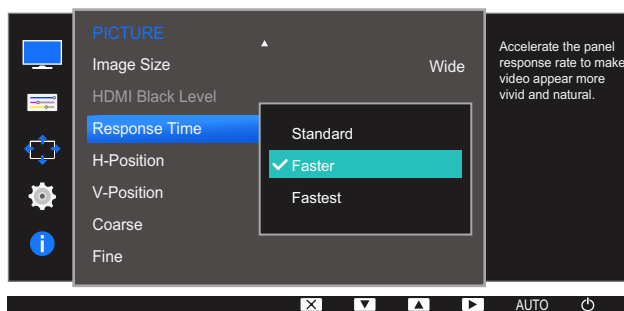 PICTURE
Image Size
Wide
HDMI Black Level
Response Time
Standard
Faster
Fastest
H-Position
V-Position
Coarse
Fine
Accelerate the panel
response rate to make
video appear more
vivid and natural.
AUTO